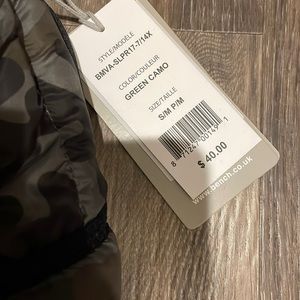 STYLE/MODÈLE
BMVA-SLPR17-7/14X
COLOR/COULEUR
GREEN CAMO
SIZE/TAILLE
S/M P/M
$ 40.00
www.bench.co.uk